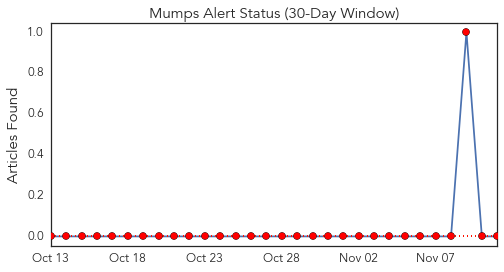 Mumps Alert Status (30-Day Window)
Articles Found
1.0
0.8
0.6
0.4
0.2
0.0
Oct 13 Oct 18 Oct 23 Oct 28 Nov 02 Nov 07